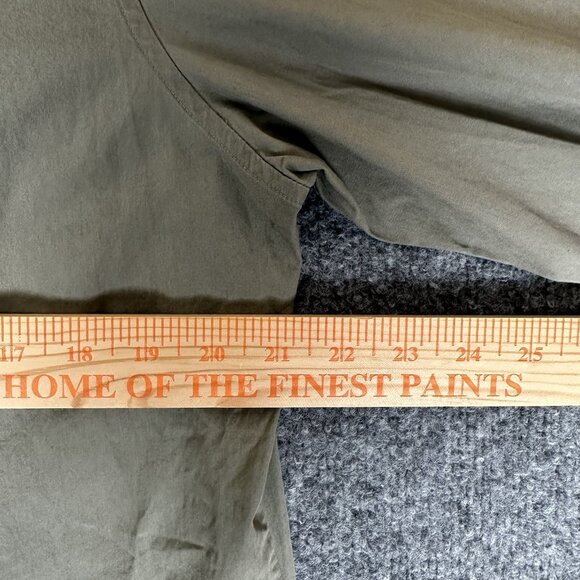 17 18 19 20 21 22 23 24 25
HOME OF THE FINEST PAINTS